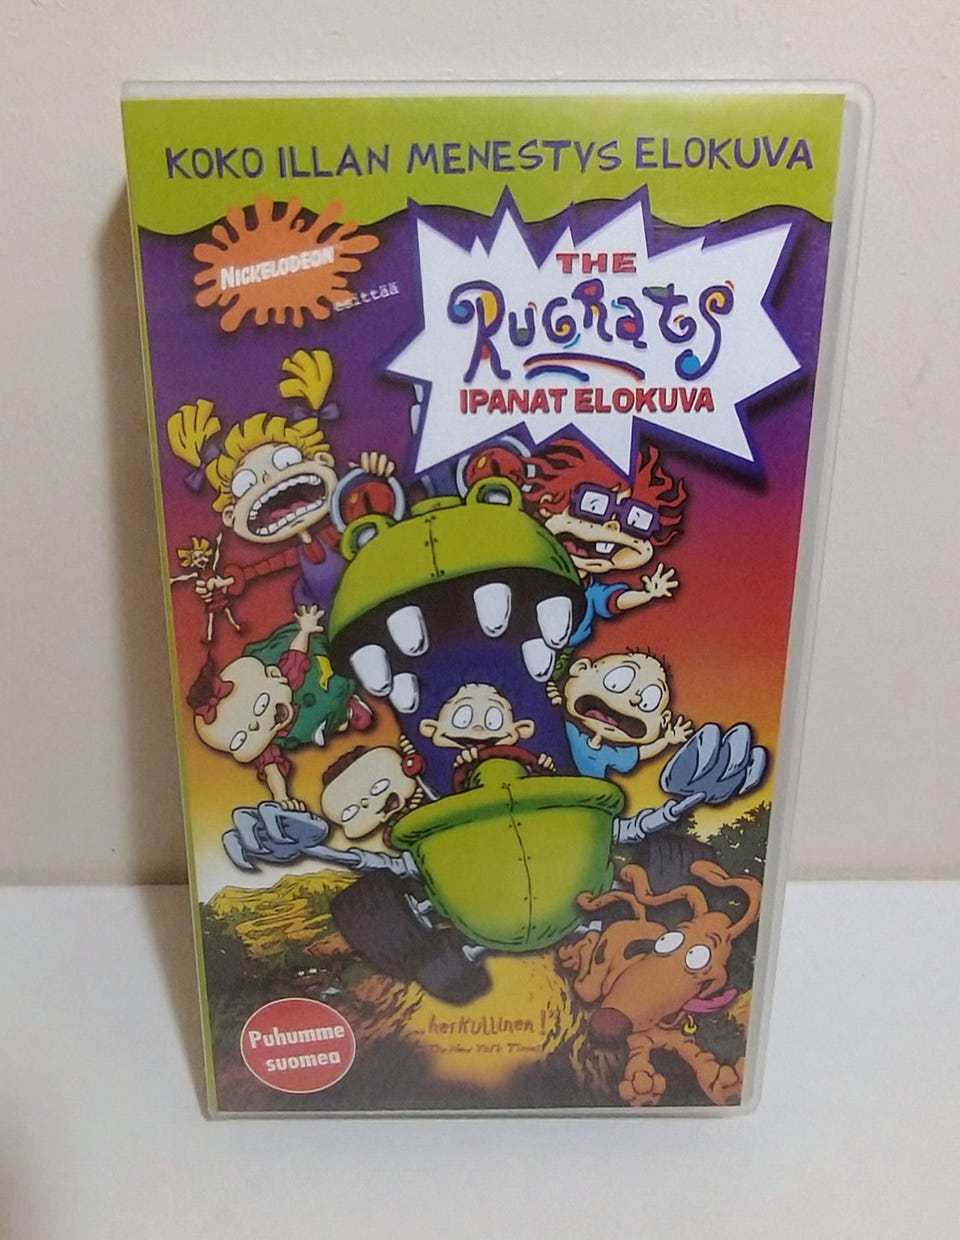 KOKO ILLAN MENESTYS ELOKUVA
NICKELODEON
esittää
THE
RUGRATS
IPANAT ELOKUVA
...herkullinen!"
The New York Times
Puhumme
suomea